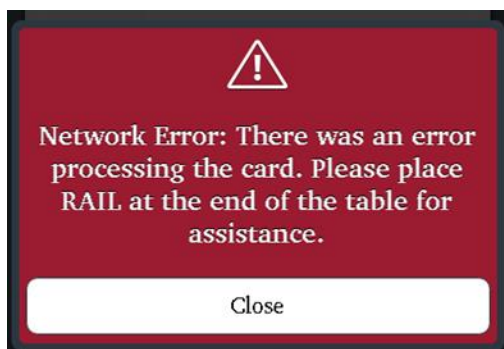 Network Error: There was an error
processing the card. Please place
RAIL at the end of the table for
assistance.
Close